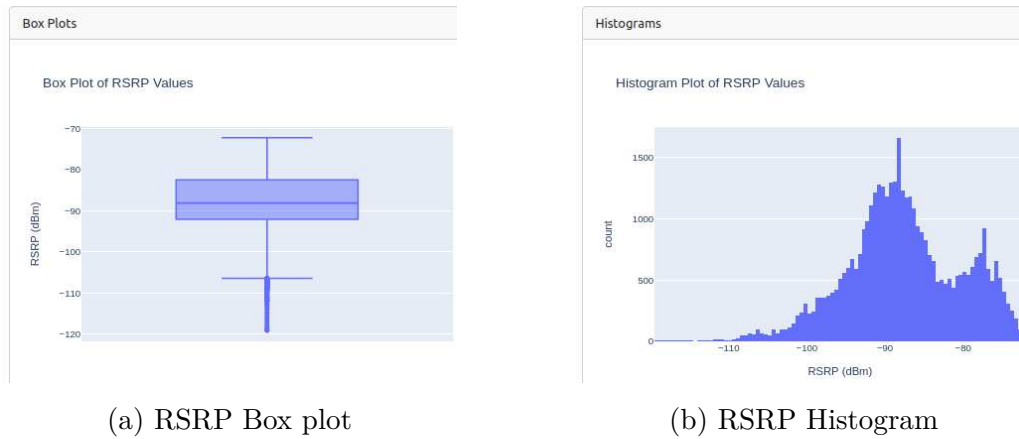 Box Plots
Box Plot of RSRP Values
−70
−80
−90
−100
−110
−120
RSRP (dBm)
(a) RSRP Box plot
Histograms
Histogram Plot of RSRP Values
1500
1000
500
0
count
−110
−100
−90
−80
RSRP (dBm)
(b) RSRP Histogram